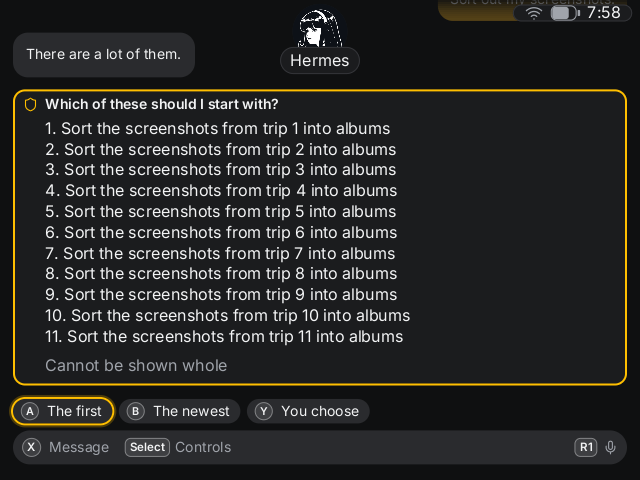 Sort out my screenshots.
7:58
There are a lot of them.
Hermes
Which of these should I start with?
1. Sort the screenshots from trip 1 into albums
2. Sort the screenshots from trip 2 into albums
3. Sort the screenshots from trip 3 into albums
4. Sort the screenshots from trip 4 into albums
5. Sort the screenshots from trip 5 into albums
6. Sort the screenshots from trip 6 into albums
7. Sort the screenshots from trip 7 into albums
8. Sort the screenshots from trip 8 into albums
9. Sort the screenshots from trip 9 into albums
10. Sort the screenshots from trip 10 into albums
11. Sort the screenshots from trip 11 into albums
Cannot be shown whole
A The first B The newest Y You choose
X Message Select Controls R1